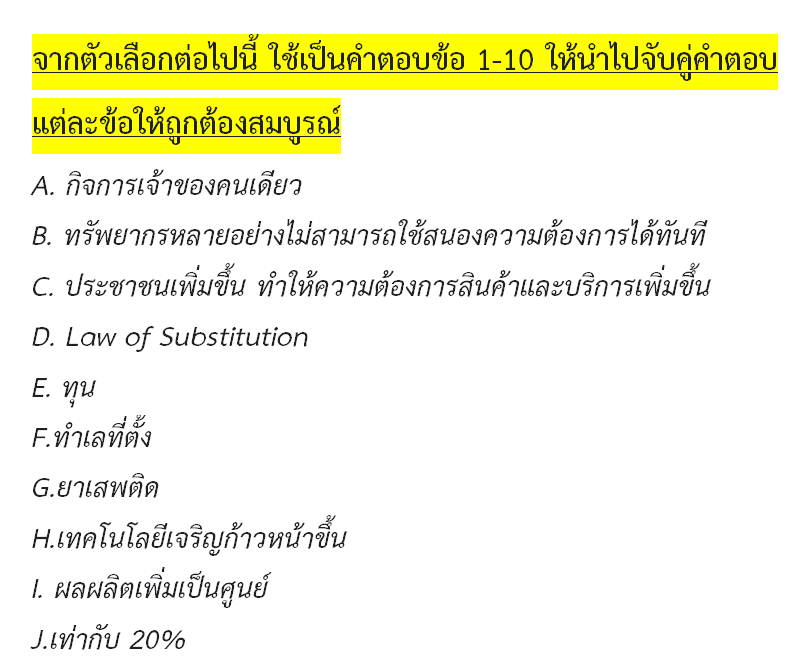 จากตัวเลือกต่อไปนี้ ใช้เป็นคำตอบข้อ 1-10 ให้นำไปจับคู่คำตอบ
แต่ละข้อให้ถูกต้องสมบูรณ์
A. กิจการเจ้าของคนเดียว
B. ทรัพยากรหลายอย่างไม่สามารถใช้สนองความต้องการได้ทันที
C. ประชาชนเพิ่มขึ้น ทำให้ความต้องการสินค้าและบริการเพิ่มขึ้น
D. Law of Substitution
E. ทุน
F.ทำเลที่ตั้ง
G.ยาเสพติด
H.เทคโนโลยีเจริญก้าวหน้าขึ้น
I. ผลผลิตเพิ่มเป็นศูนย์
J.เท่ากับ 20%